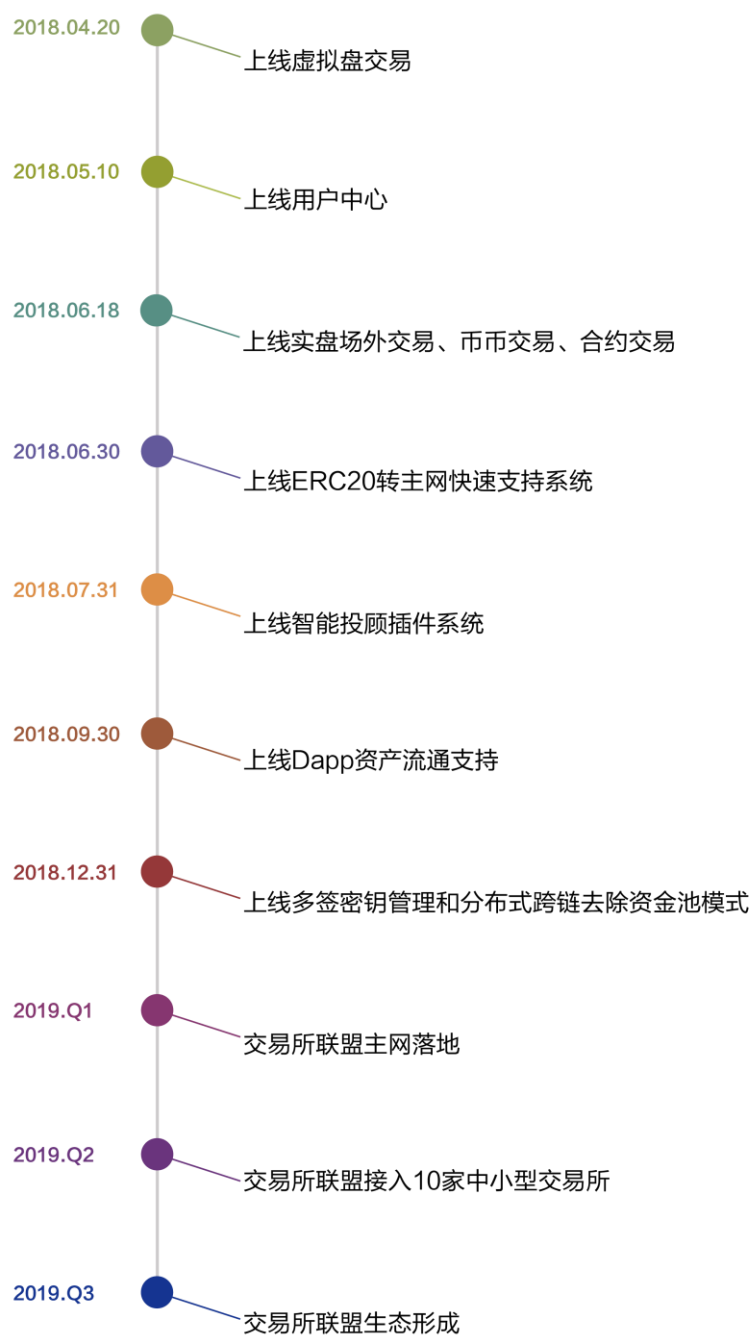 2018.04.20
上线虚拟盘交易
2018.05.10
上线用户中心
2018.06.18
上线实盘场外交易、币币交易、合约交易
2018.06.30
上线ERC20转主网快速支持系统
2018.07.31
上线智能投顾插件系统
2018.09.30
上线Dapp资产流通支持
2018.12.31
上线多签密钥管理和分布式跨链去除资金池模式
2019.Q1
交易所联盟主网落地
2019.Q2
交易所联盟接入10家中小型交易所
2019.Q3
交易所联盟生态形成